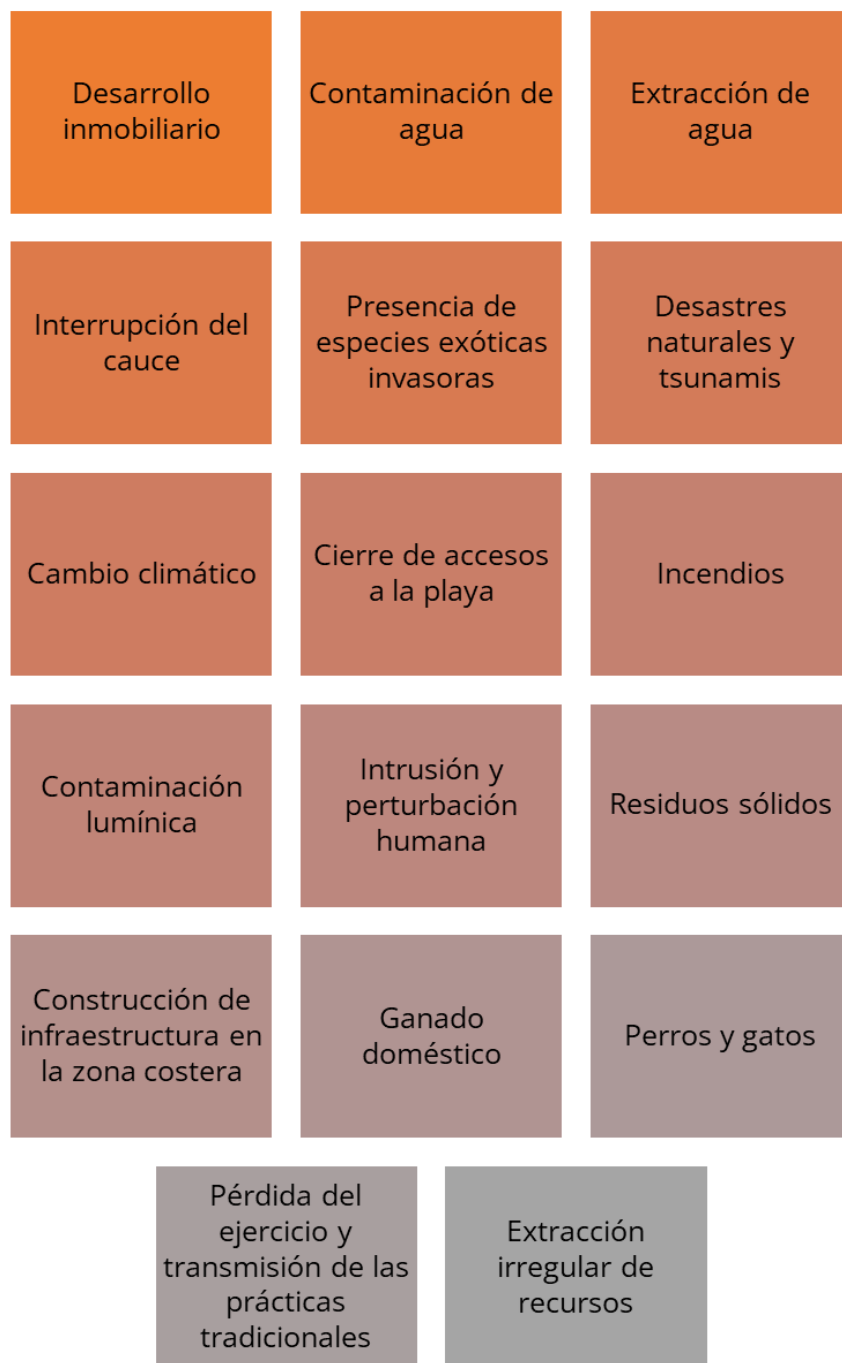 Desarrollo
inmobiliario
Contaminación de
agua
Extracción de
agua
Interrupción del
cauce
Presencia de
especies exóticas
invasoras
Desastres
naturales y
tsunamis
Cambio climático
Cierre de accesos
a la playa
Incendios
Contaminación
lumínica
Intrusión y
perturbación
humana
Residuos sólidos
Construcción de
infraestructura en
la zona costera
Ganado
doméstico
Perros y gatos
Pérdida del
ejercicio y
transmisión de las
prácticas
tradicionales
Extracción
irregular de
recursos